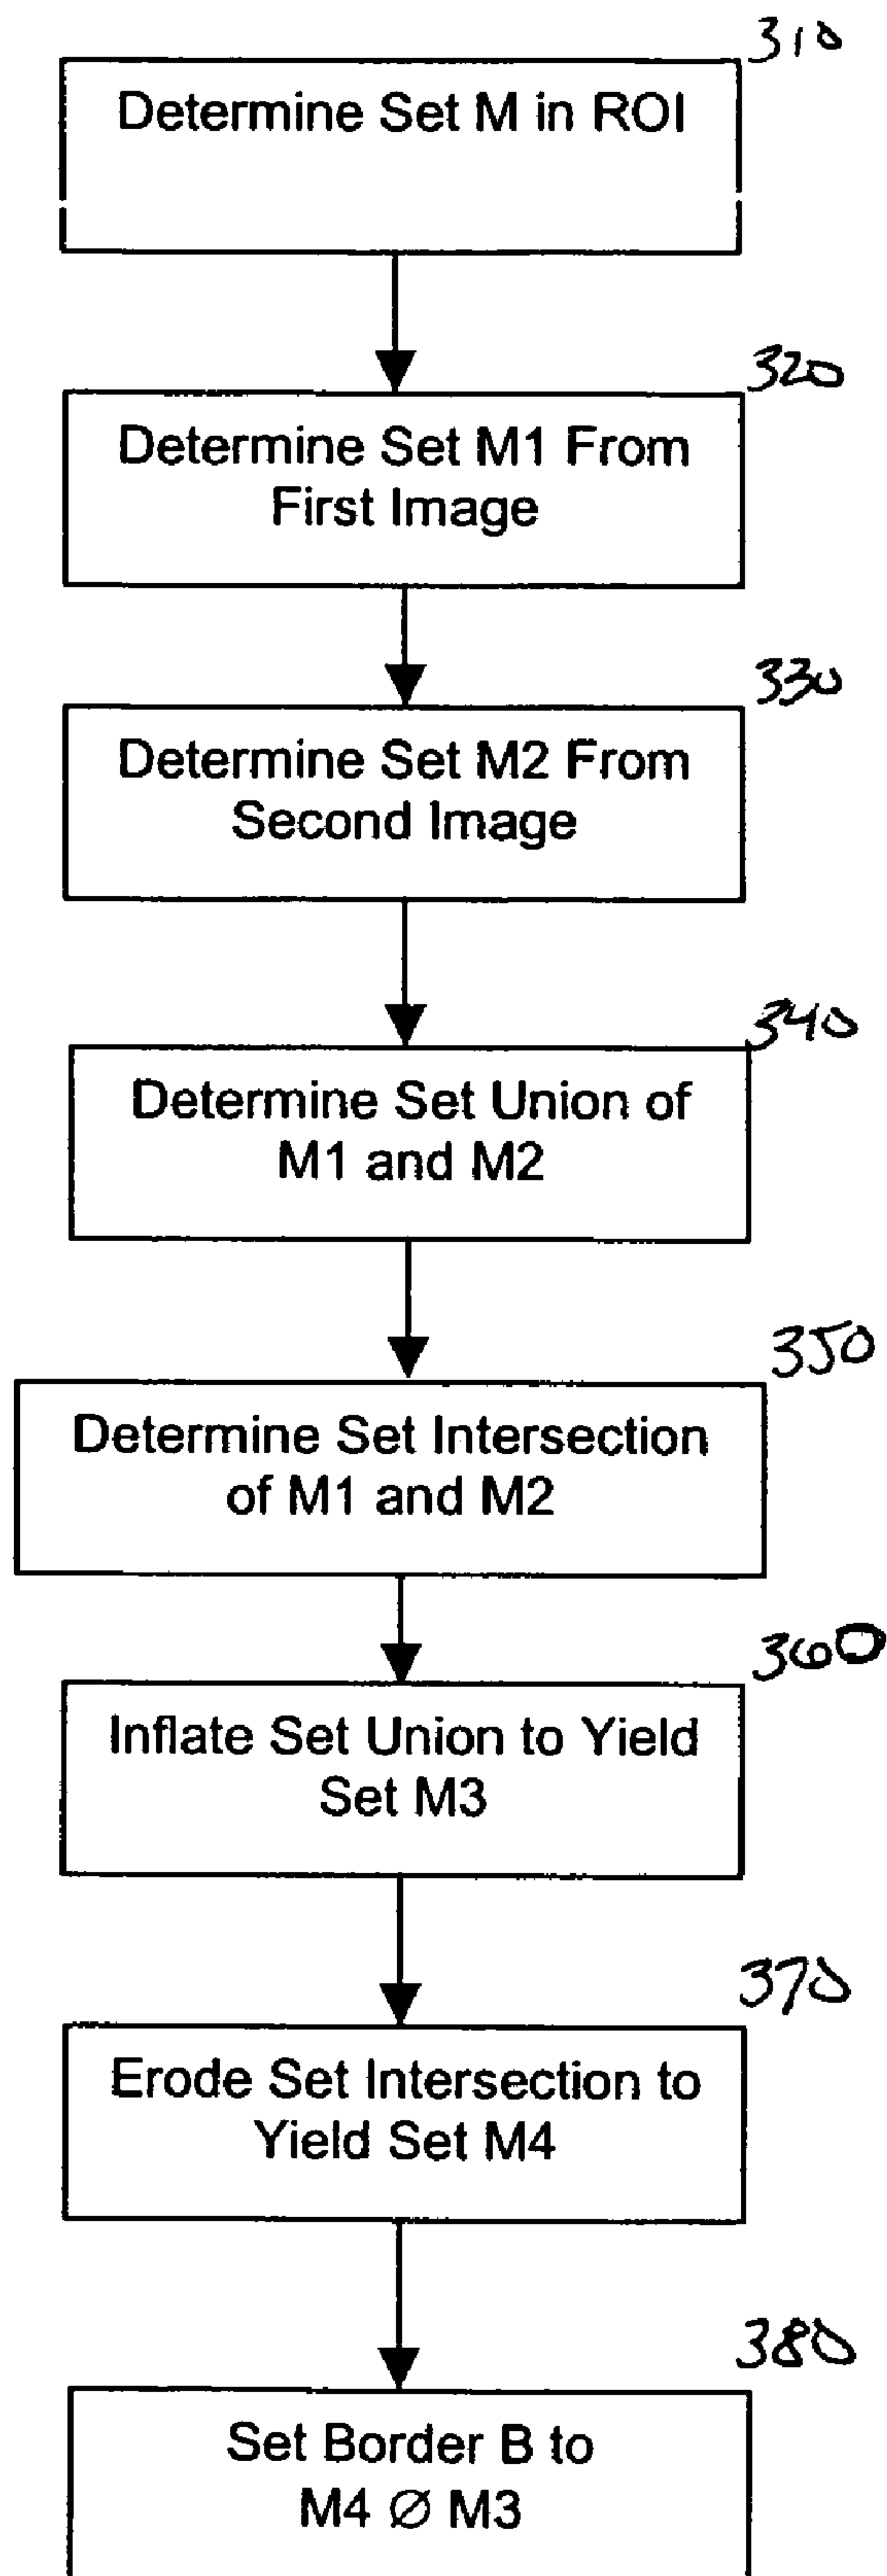 310
Determine Set M in ROI
320
Determine Set M1 From
First Image
330
Determine Set M2 From
Second Image
340
Determine Set Union of
M1 and M2
350
Determine Set Intersection
of M1 and M2
360
Inflate Set Union to Yield
Set M3
370
Erode Set Intersection to
Yield Set M4
380
Set Border B to
M4 ∅ M3